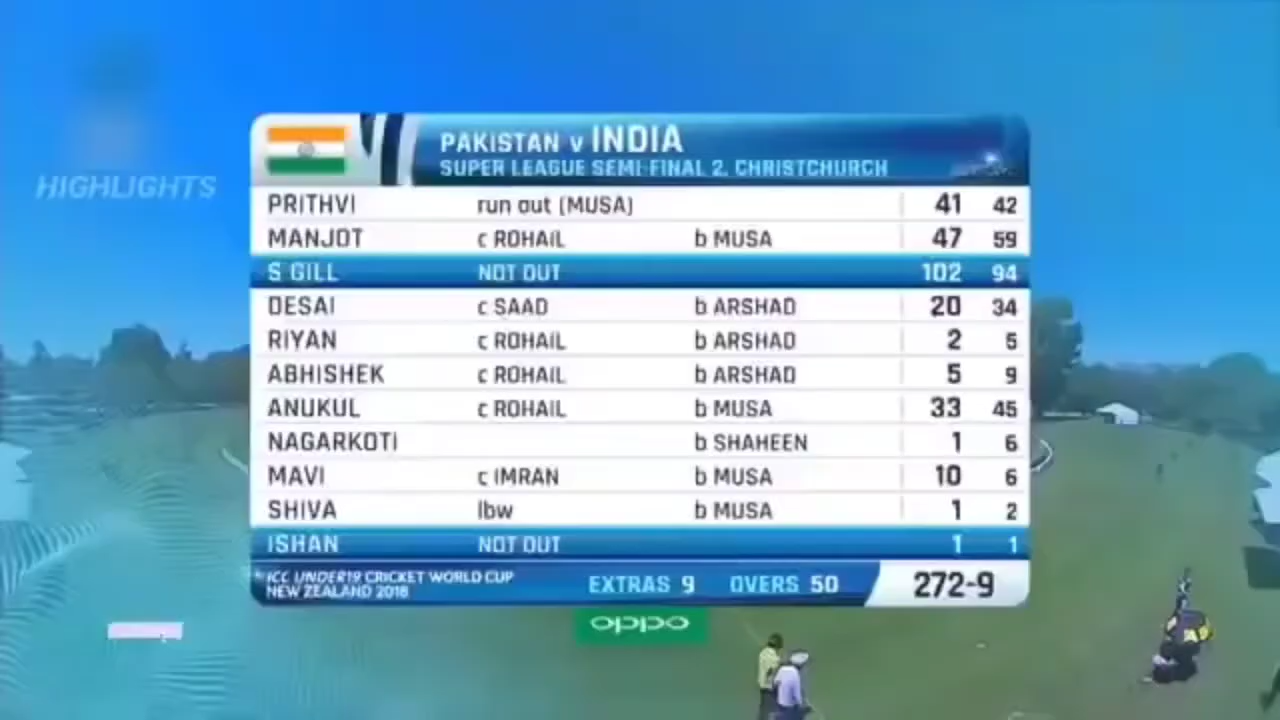 HIGHLIGHTS
PAKISTAN v INDIA
SUPER LEAGUE SEMI-FINAL 2, CHRISTCHURCH
PRITHVI run out (MUSA) 41 42
MANJOT c ROHAIL b MUSA 47 59
S GILL NOT OUT 102 94
DESAI c SAAD b ARSHAD 20 34
RIYAN c ROHAIL b ARSHAD 2 5
ABHISHEK c ROHAIL b ARSHAD 5 9
ANUKUL c ROHAIL b MUSA 33 45
NAGARKOTI b SHAHEEN 1 6
MAVI c IMRAN b MUSA 10 6
SHIVA lbw b MUSA 1 2
ISHAN NOT OUT 1 1
ICC UNDER19 CRICKET WORLD CUP
NEW ZEALAND 2018
EXTRAS 9 OVERS 50 272-9
oppo